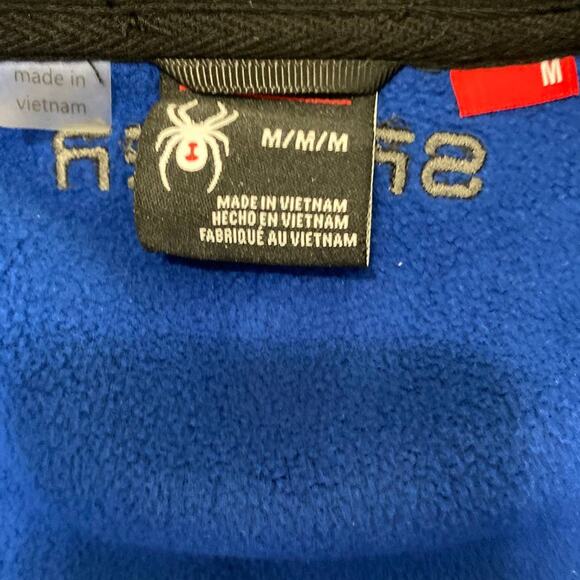 made in
vietnam
M/M/M
MADE IN VIETNAM
HECHO EN VIETNAM
FABRIQUÉ AU VIETNAM
M